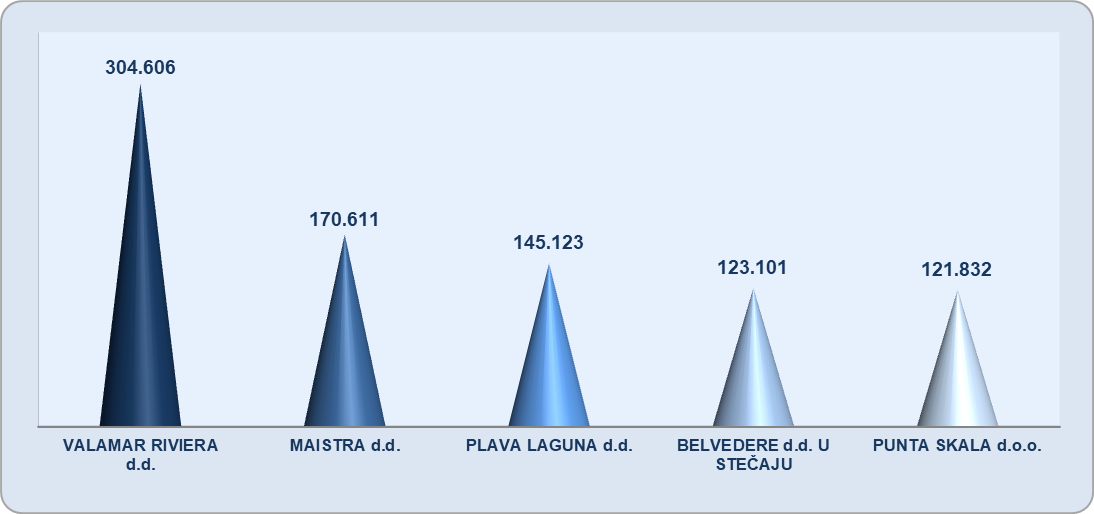 304.606
170.611
145.123
123.101
121.832
VALAMAR RIVIERA
d.d.
MAISTRA d.d.
PLAVA LAGUNA d.d.
BELVEDERE d.d. U
STEČAJU
PUNTA SKALA d.o.o.